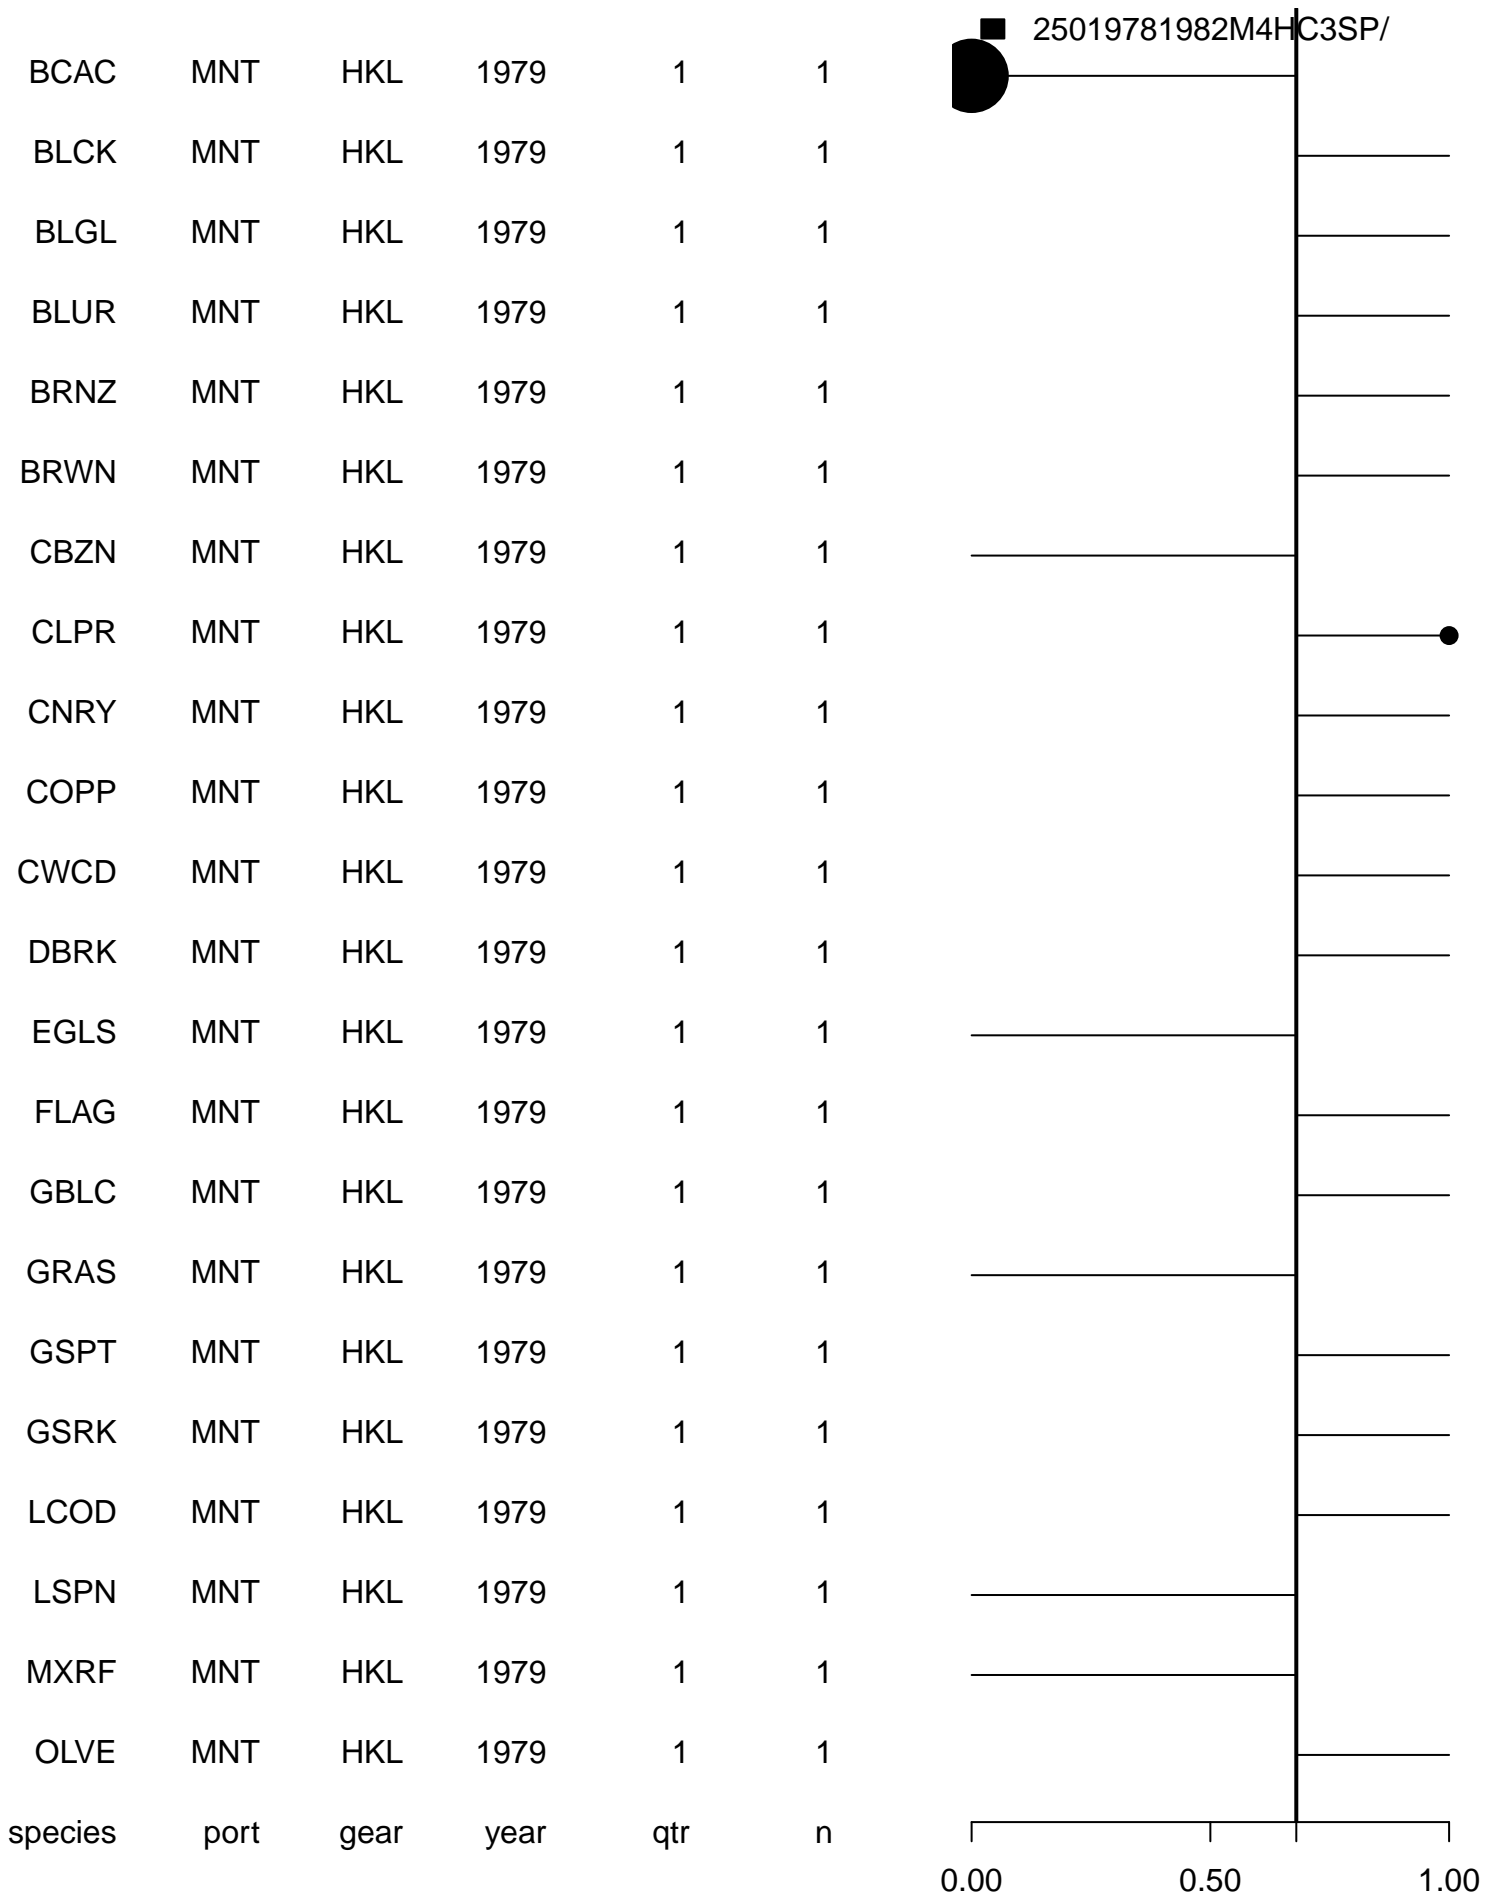 25019781982M4HC3SP/
BCAC MNT HKL 1979 1 1
BLCK MNT HKL 1979 1 1
BLGL MNT HKL 1979 1 1
BLUR MNT HKL 1979 1 1
BRNZ MNT HKL 1979 1 1
BRWN MNT HKL 1979 1 1
CBZN MNT HKL 1979 1 1
CLPR MNT HKL 1979 1 1
CNRY MNT HKL 1979 1 1
COPP MNT HKL 1979 1 1
CWCD MNT HKL 1979 1 1
DBRK MNT HKL 1979 1 1
EGLS MNT HKL 1979 1 1
FLAG MNT HKL 1979 1 1
GBLC MNT HKL 1979 1 1
GRAS MNT HKL 1979 1 1
GSPT MNT HKL 1979 1 1
GSRK MNT HKL 1979 1 1
LCOD MNT HKL 1979 1 1
LSPN MNT HKL 1979 1 1
MXRF MNT HKL 1979 1 1
OLVE MNT HKL 1979 1 1
species port gear year qtr n
0.00 0.50 1.00